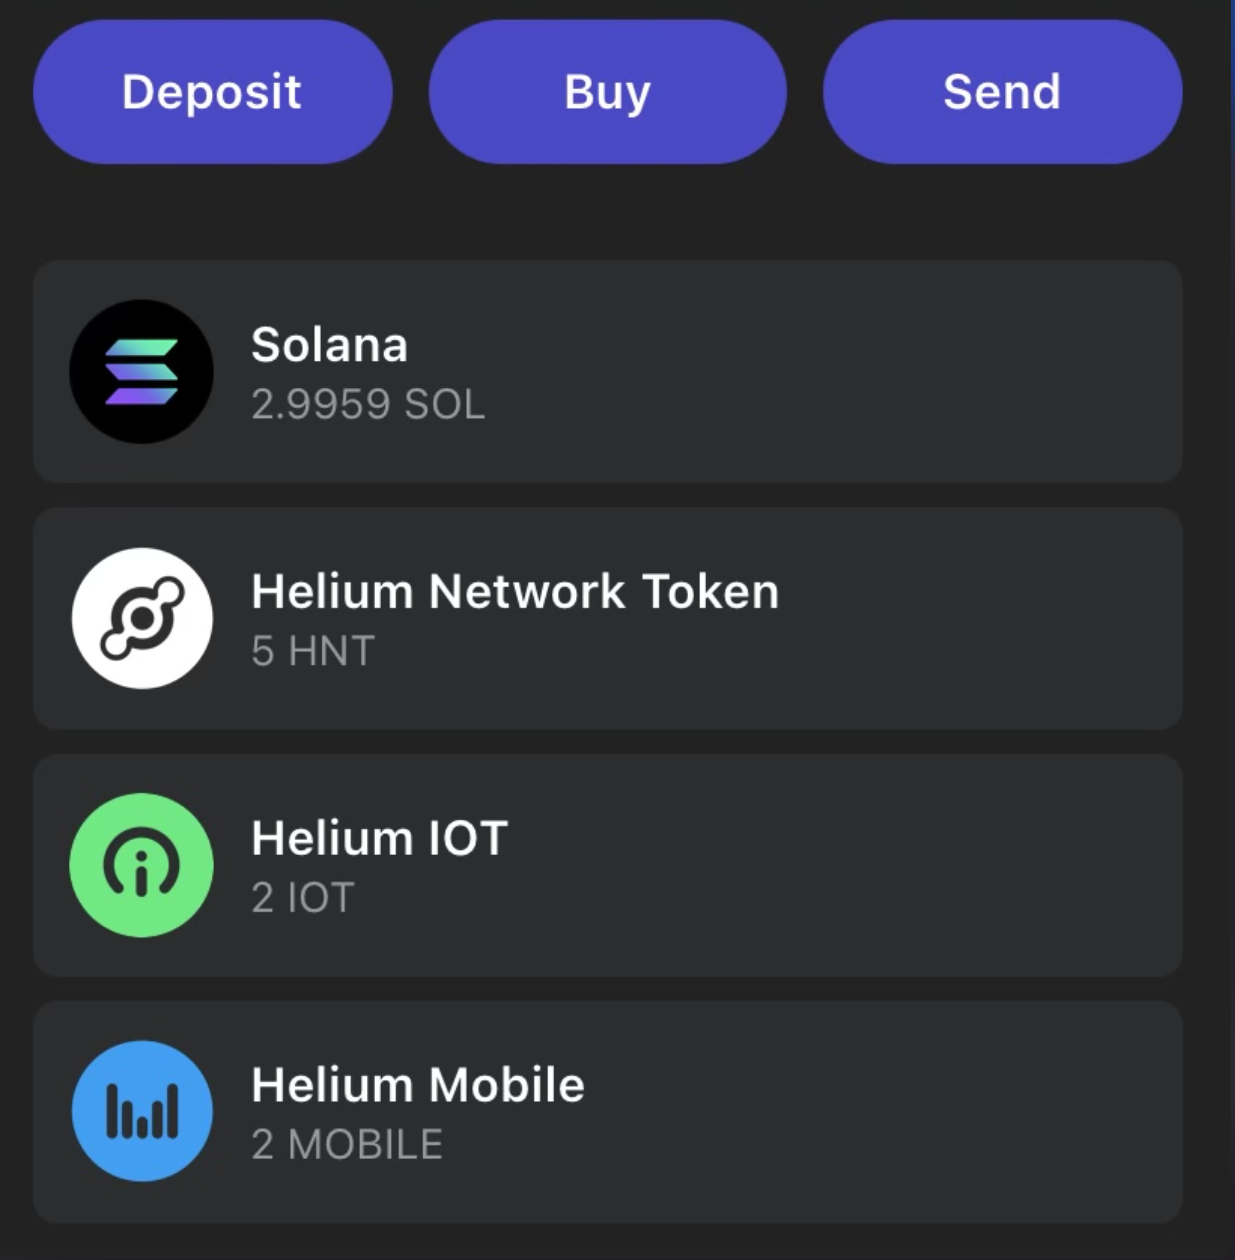 Deposit
Buy
Send
Solana
2.9959 SOL
Helium Network Token
5 HNT
Helium IOT
2 IOT
Helium Mobile
2 MOBILE